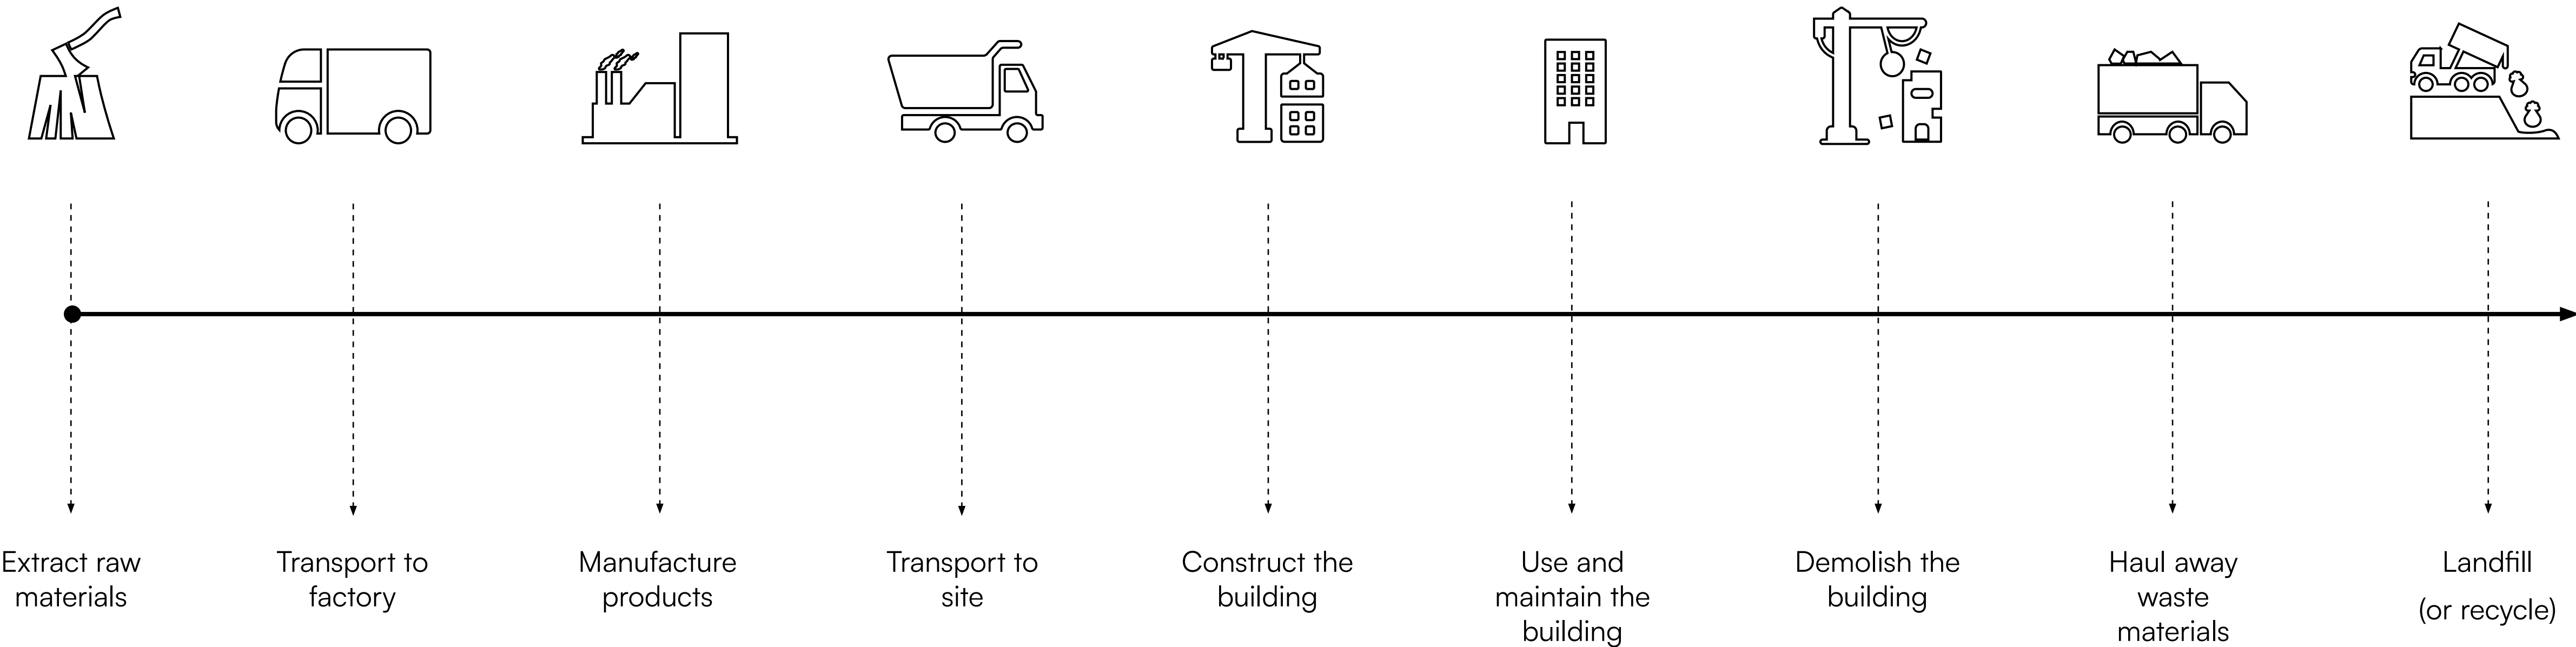 Extract raw
materials
Transport to
factory
Manufacture
products
Transport to
site
Construct the
building
Use and
maintain the
building
Demolish the
building
Haul away
waste
materials
Landfill
(or recycle)